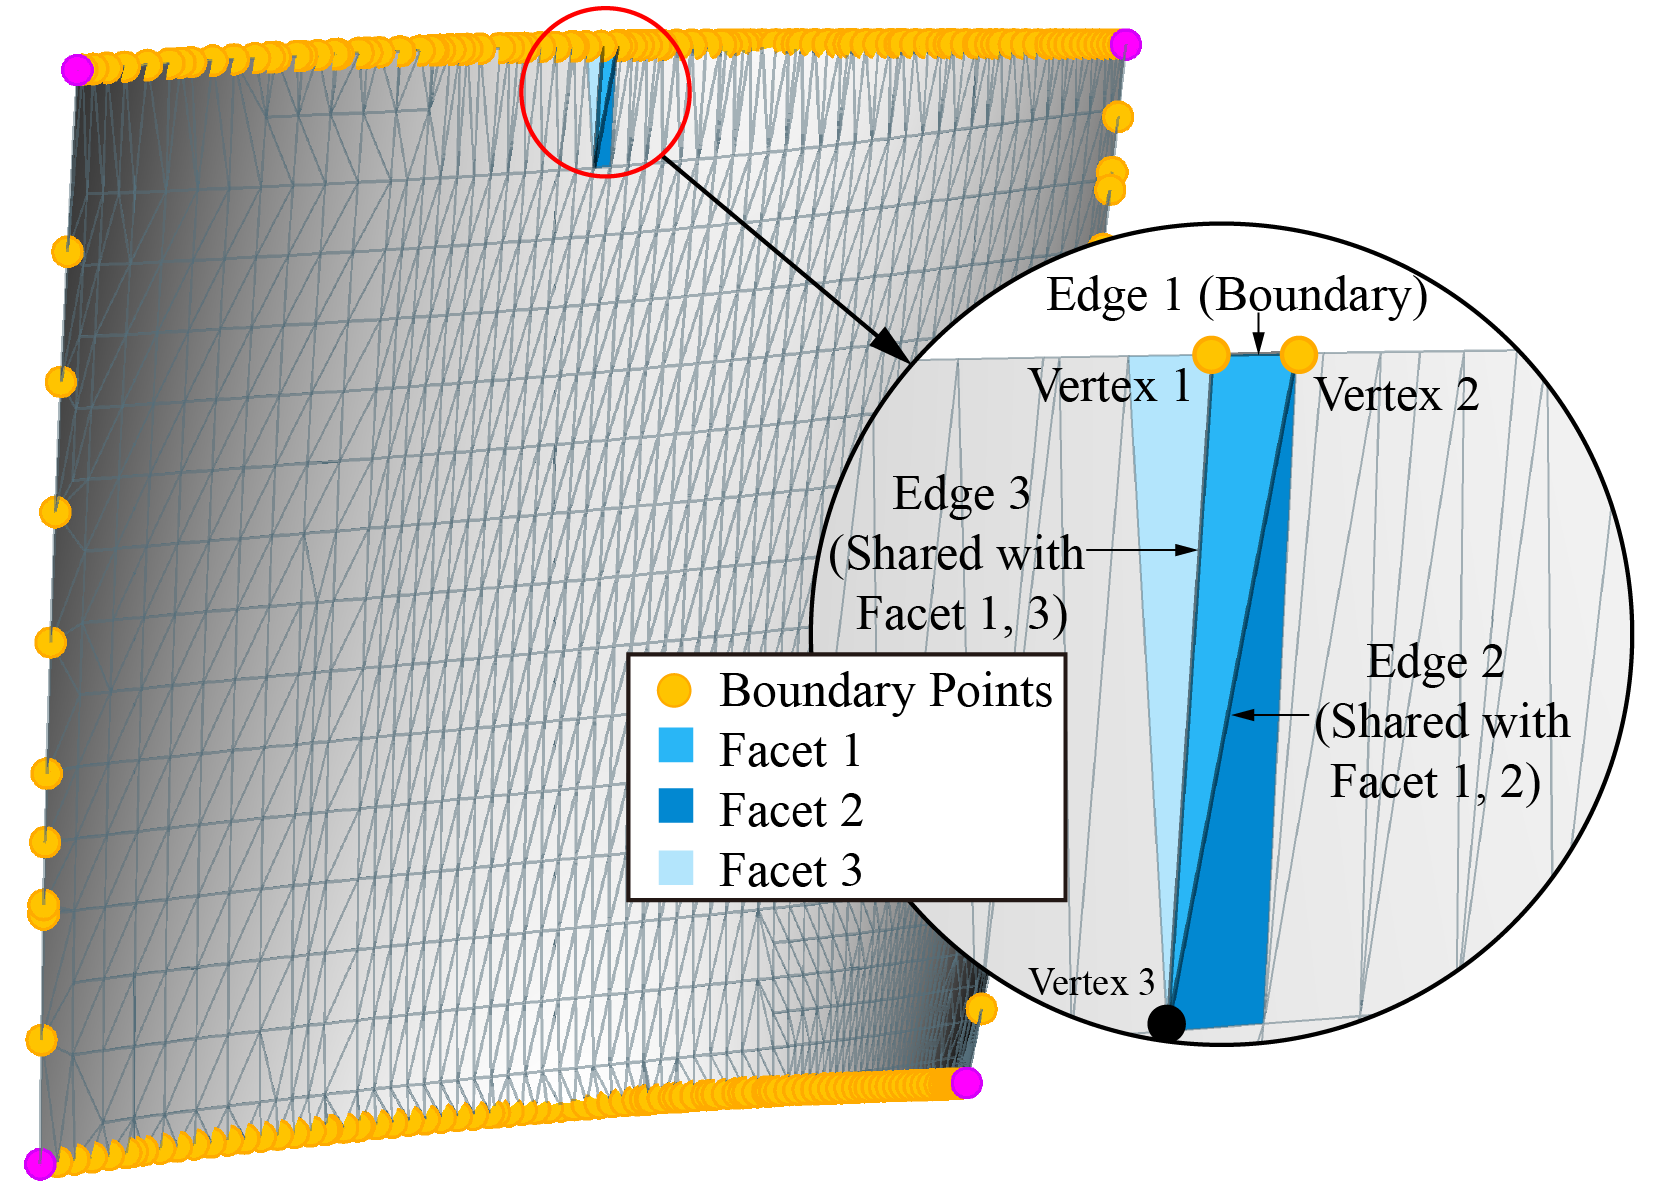 Edge 1 (Boundary)
Vertex 1
Vertex 2
Edge 3
(Shared with
Facet 1, 3)
Edge 2
(Shared with
Facet 1, 2)
Boundary Points
Facet 1
Facet 2
Facet 3
Vertex 3